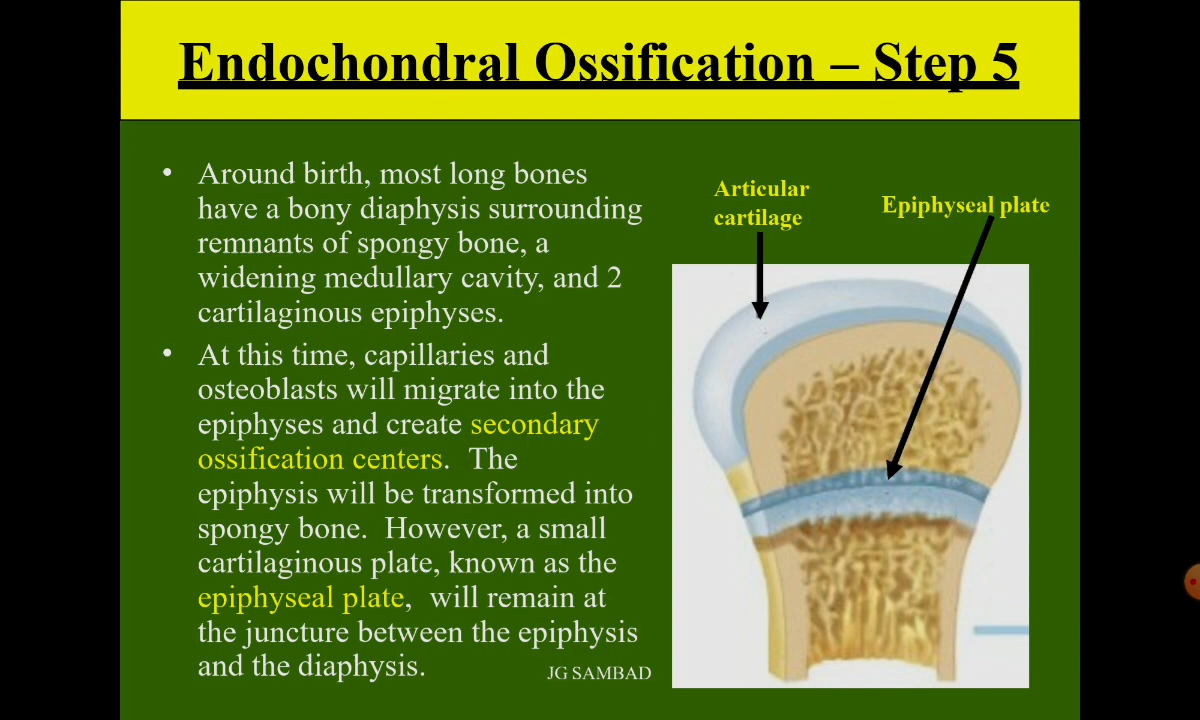 Endochondral Ossification – Step 5
• Around birth, most long bones
have a bony diaphysis surrounding
remnants of spongy bone, a
widening medullary cavity, and 2
cartilaginous epiphyses.
• At this time, capillaries and
osteoblasts will migrate into the
epiphyses and create secondary
ossification centers. The
epiphysis will be transformed into
spongy bone. However, a small
cartilaginous plate, known as the
epiphyseal plate, will remain at
the juncture between the epiphysis
and the diaphysis.
JG SAMBAD
Articular
cartilage
Epiphyseal plate